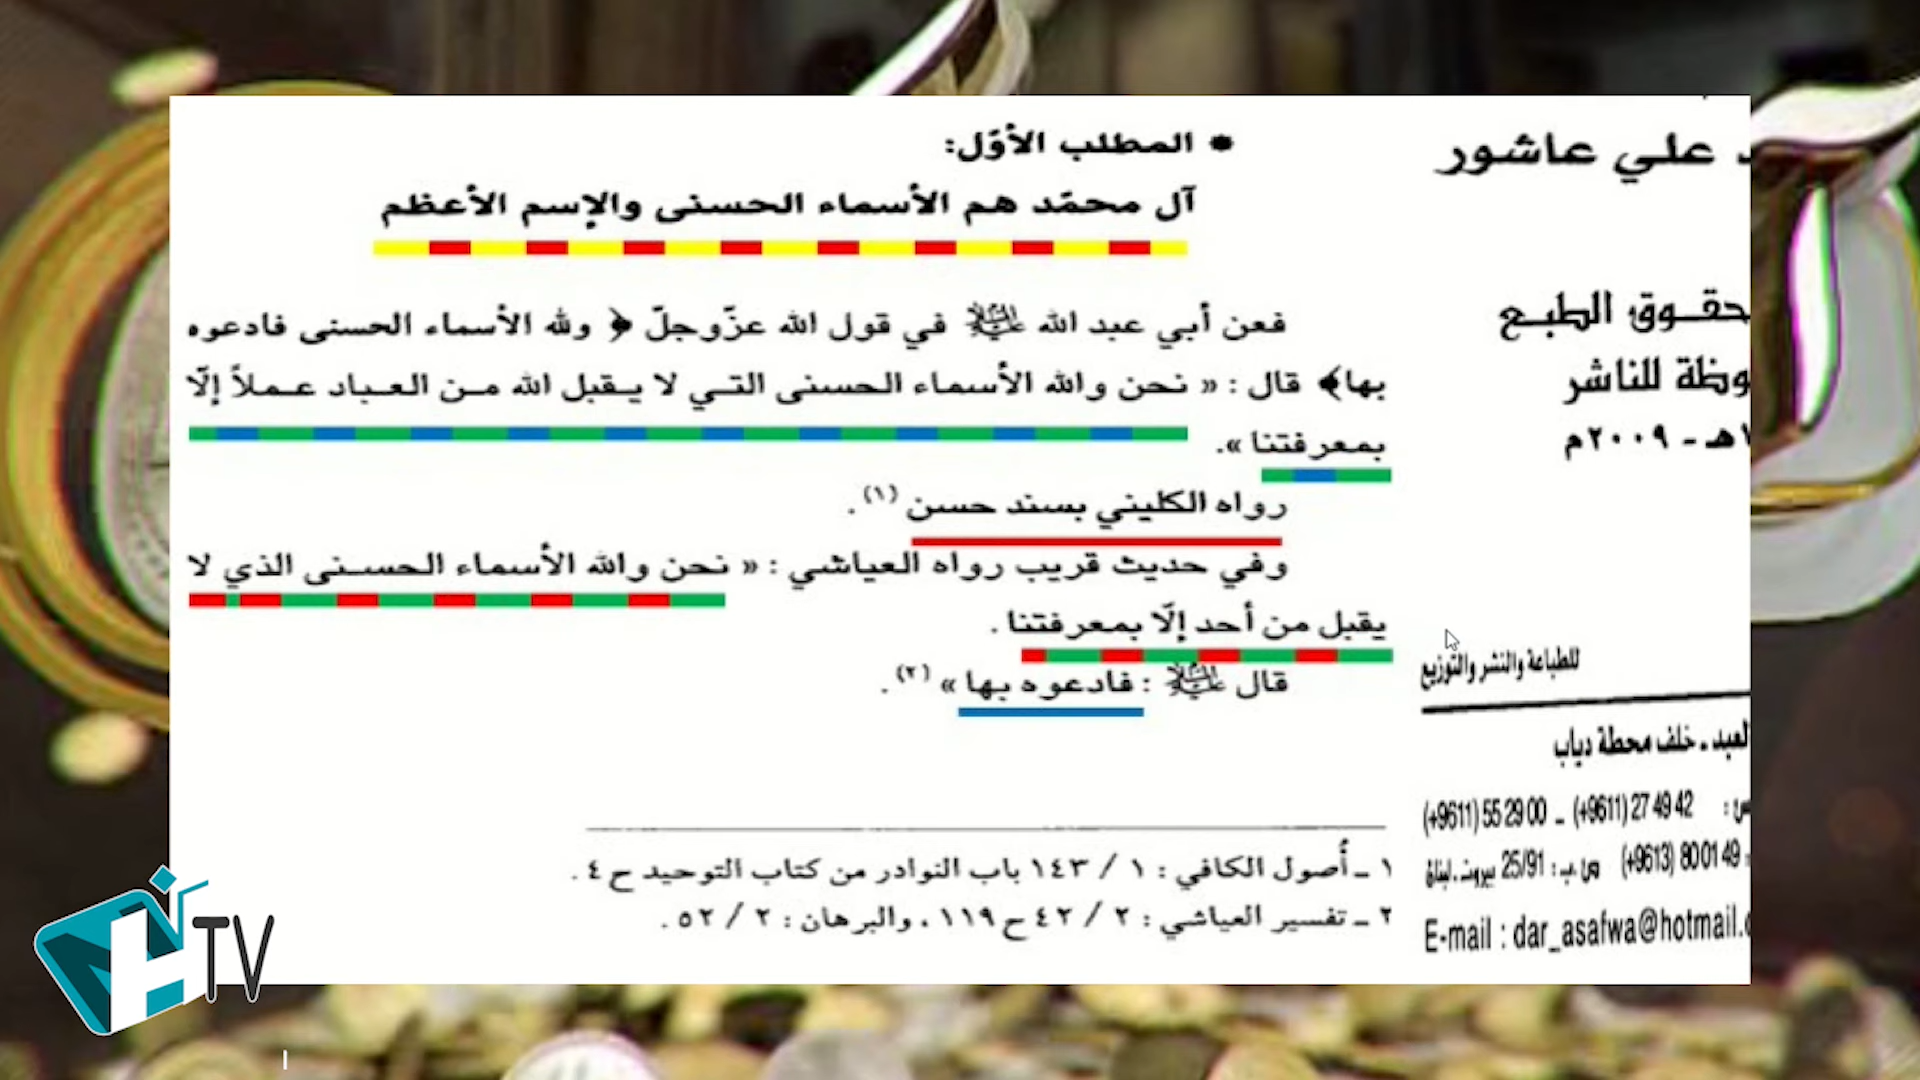 * المطلب الأوّل:
آل محمّد هم الأسماء الحسنى والإسم الأعظم
فعن أبي عبد الله عليه السلام في قول الله عزّوجلّ ﴿ ولله الأسماء الحسنى فادعوه
بها﴾ قال : « نحن والله الأسماء الحسنى التي لا يقبل الله من العباد عملاً إلّا
بمعرفتنا ».
رواه الكليني بسند حسن (١) .
وفي حديث قريب رواه العياشي : « نحن والله الأسماء الحسنى الذي لا
يقبل من أحد إلّا بمعرفتنا .
قال عليه السلام : فادعوه بها » (٢) .
١ ـ أُصول الكافي : ١ / ١٤٣ باب النوادر من كتاب التوحيد ح ٤ .
٢ ـ تفسير العياشي : ٢ / ٤٢ ح ١١٩ ، والبرهان : ٢ / ٥٢ .
علي عاشور
حقوق الطبع
وظة للناشر
هـ - ٢٠٠٩م
للطباعة والنشر والتوزيع
لعبد ـ خلف محطة دياب
(+9611) 55 29 00 ـ (+9611) 27 49 42 :
ص.ب: 25/91 بيروت ـ لبنان (+9613) 80 01 49 :
E-mail : dar_asafwa@hotmail.
HTV